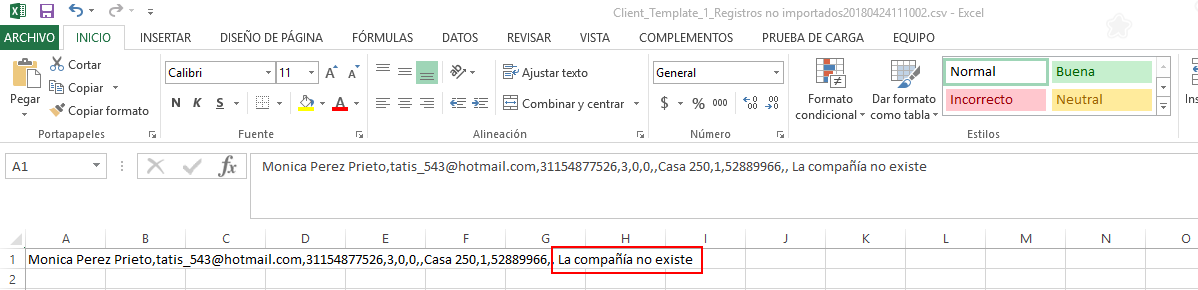 Client_Template_1_Registros no importados20180424111002.csv - Excel
ARCHIVO INICIO INSERTAR DISEÑO DE PÁGINA FÓRMULAS DATOS REVISAR VISTA COMPLEMENTOS PRUEBA DE CARGA EQUIPO
Pegar
Cortar
Copiar
Copiar formato
Portapapeles
Calibri 11 A A
N K S A
Fuente
Ajustar texto
Combinar y centrar
Alineación
General
$ % 000 ←0 ,00 ,00 →0
Número
Formato condicional
Dar formato como tabla
Normal Buena
Incorrecto Neutral
Estilos
Ins
A1 fx Monica Perez Prieto,tatis_543@hotmail.com,31154877526,3,0,0,,Casa 250,1,52889966,, La compañía no existe
A B C D E F G H I J K L M N O
1 Monica Perez Prieto,tatis_543@hotmail.com,31154877526,3,0,0,,Casa 250,1,52889966,, La compañía no existe
2